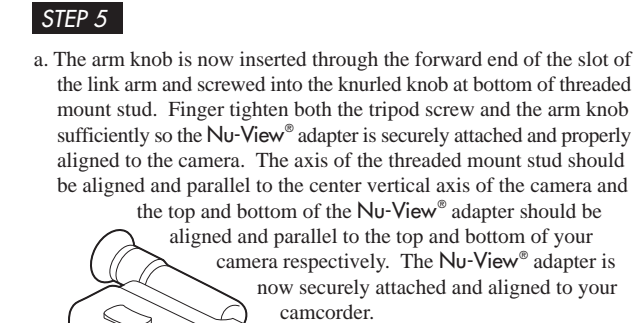 STEP 5
a. The arm knob is now inserted through the forward end of the slot of
the link arm and screwed into the knurled knob at bottom of threaded
mount stud. Finger tighten both the tripod screw and the arm knob
sufficiently so the Nu-View® adapter is securely attached and properly
aligned to the camera. The axis of the threaded mount stud should
be aligned and parallel to the center vertical axis of the camera and
the top and bottom of the Nu-View® adapter should be
aligned and parallel to the top and bottom of your
camera respectively. The Nu-View® adapter is
now securely attached and aligned to your
camcorder.